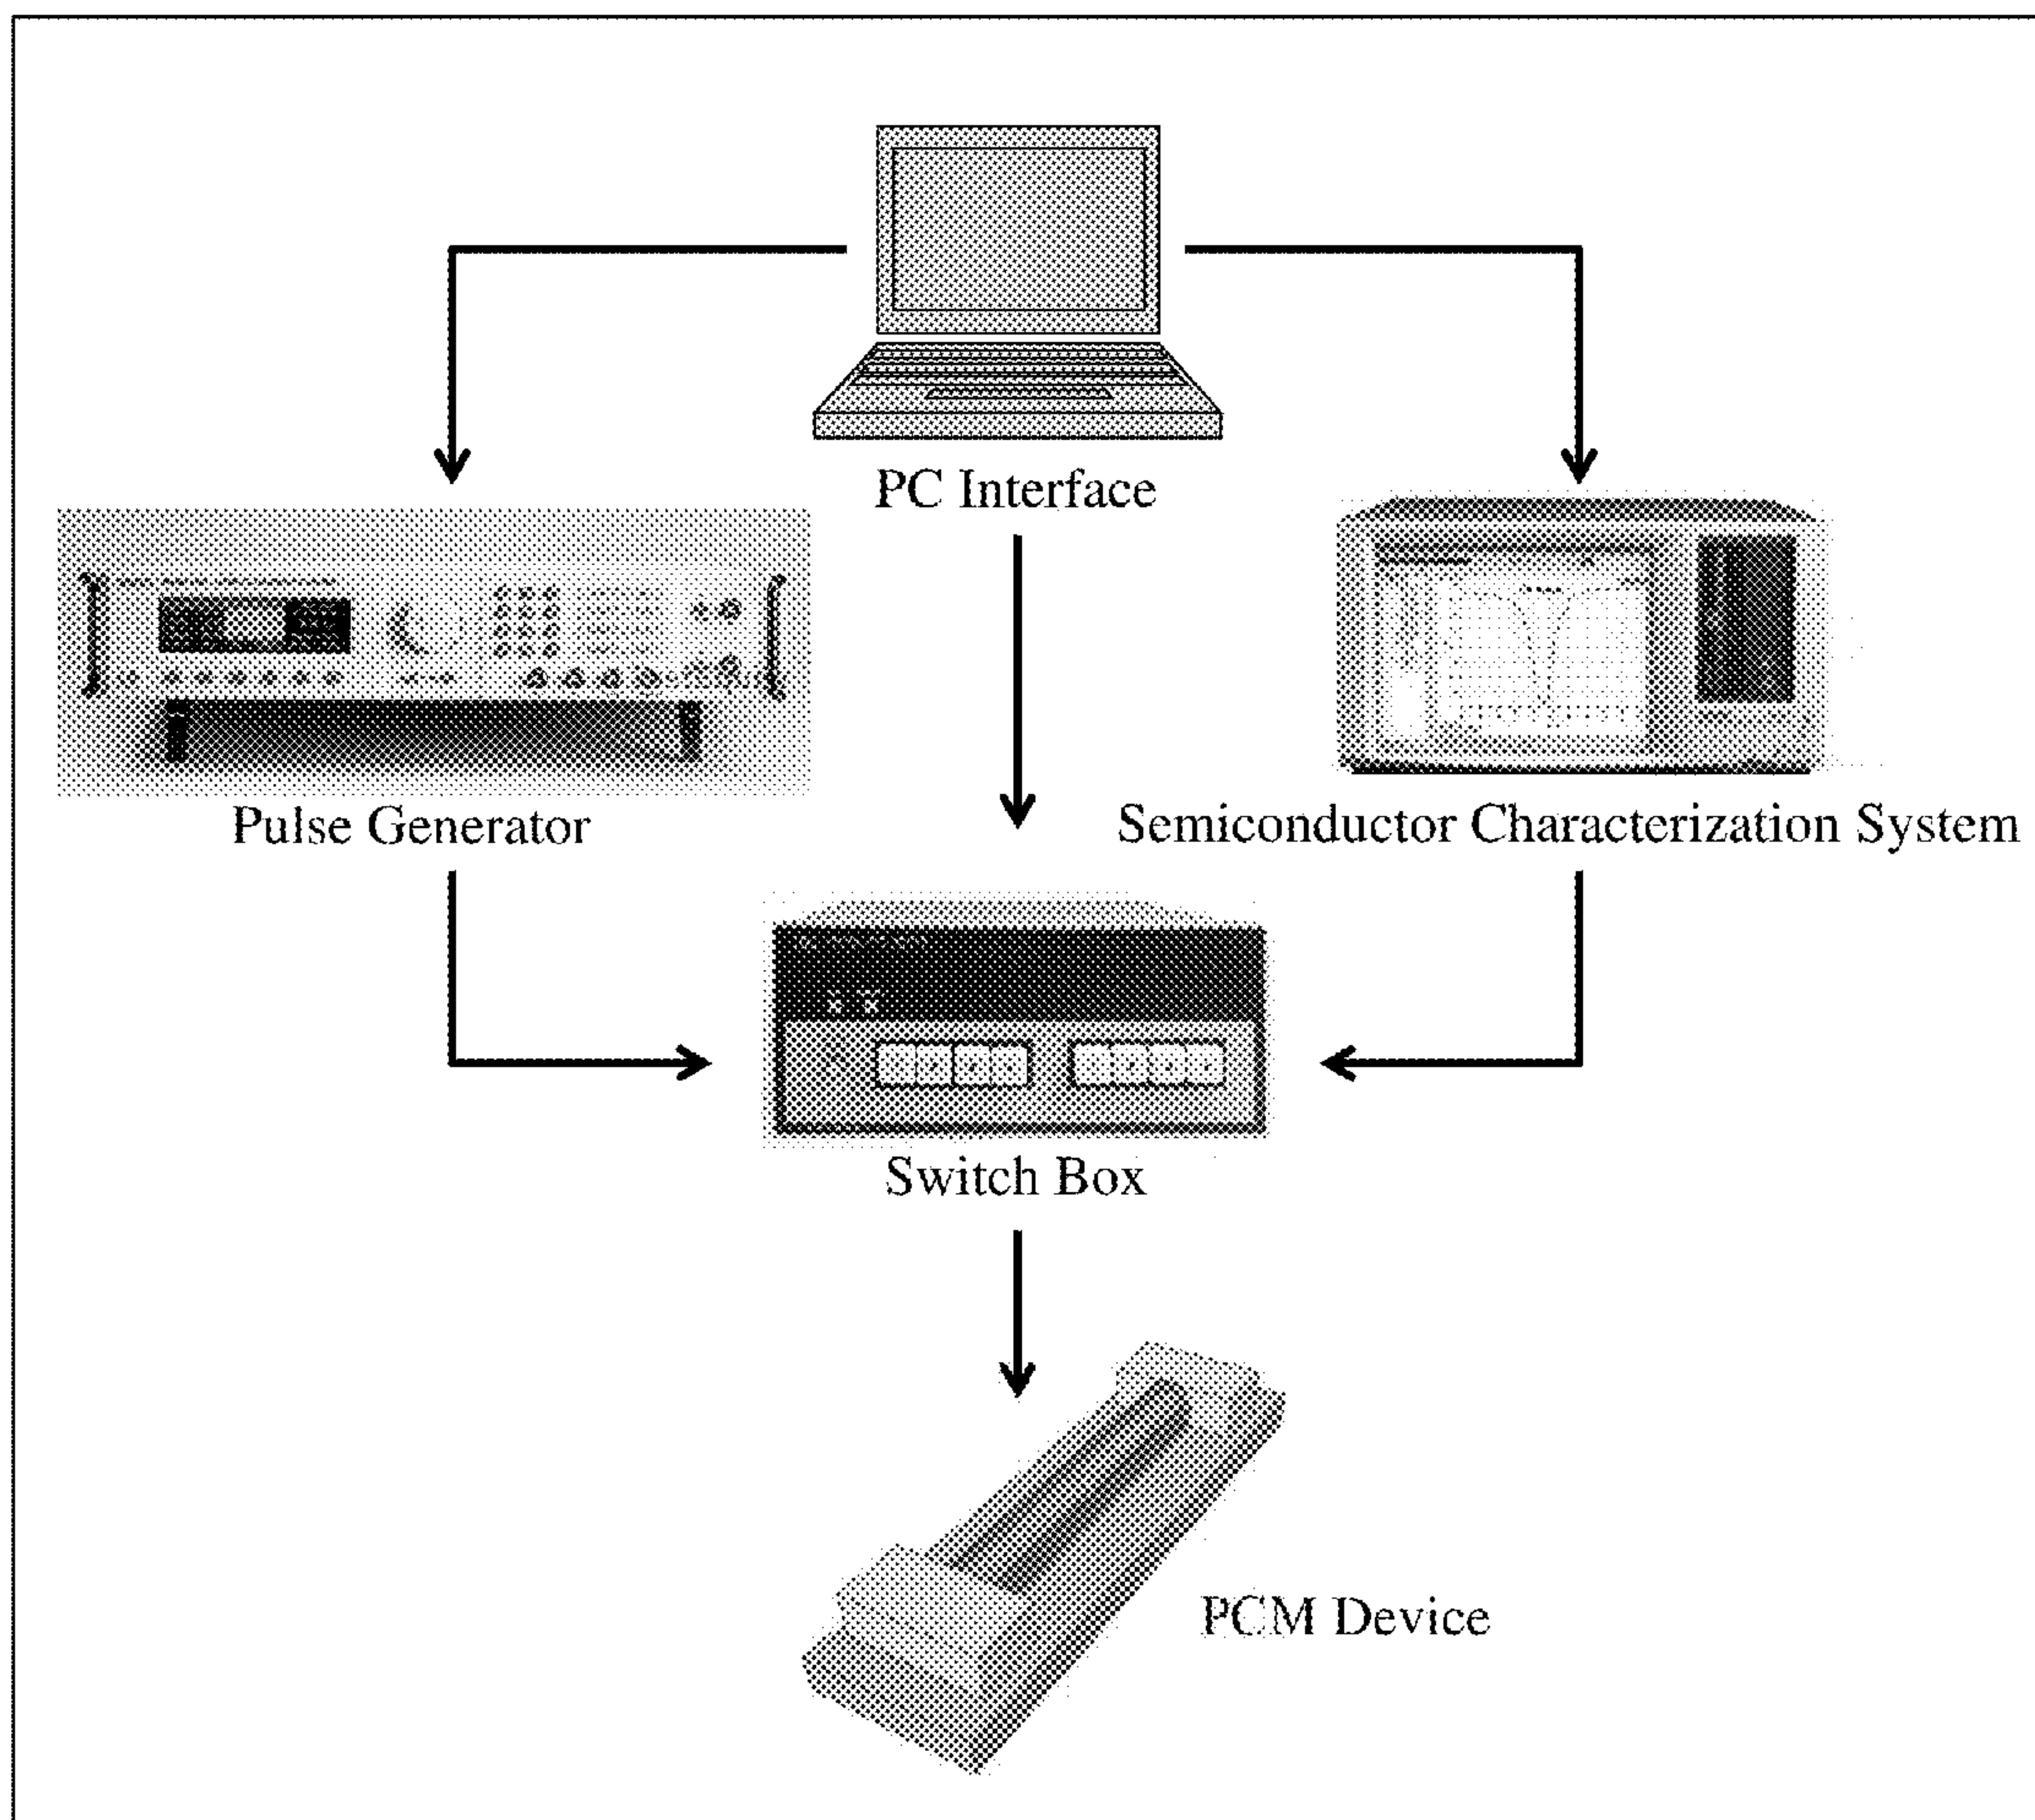 PC Interface
Pulse Generator
Semiconductor Characterization System
Switch Box
PCM Device